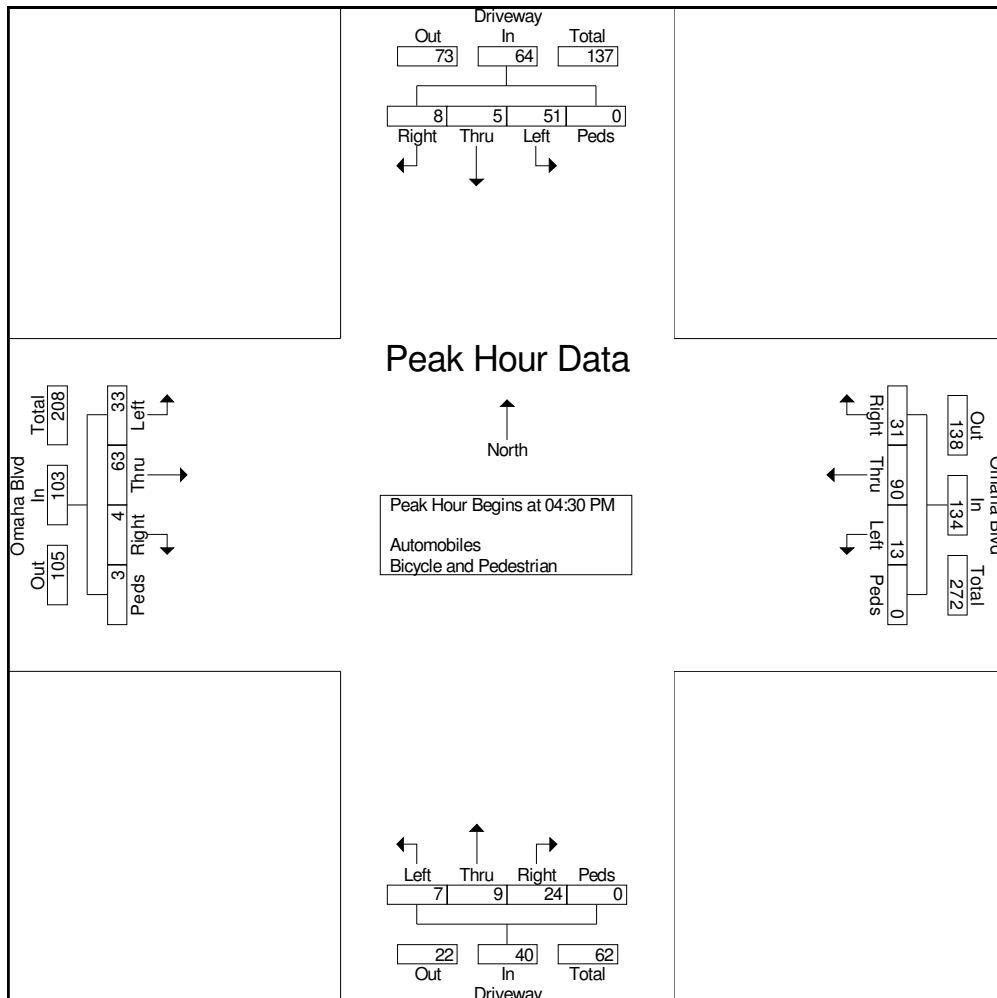 Driveway
Out In Total
73 64 137
8 5 51 0
Right Thru Left Peds
Peak Hour Data
North
Peak Hour Begins at 04:30 PM
Automobiles
Bicycle and Pedestrian
Omaha Blvd
Out In Total
105 103 208
Left Thru Right Peds
33 63 4 3
Omaha Blvd
Out In Total
138 134 272
Right Thru Left Peds
31 90 13 0
Left Thru Right Peds
7 9 24 0
22 40 62
Out In Total
Driveway